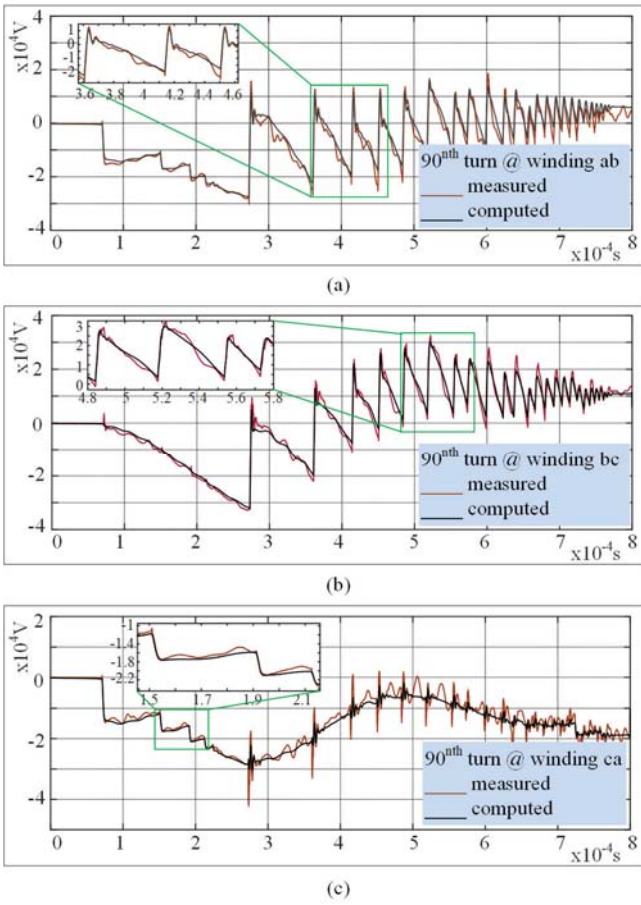 x10⁴V
4
2
0
-2
-4
1
0
-1
-2
3.6 3.8 4 4.2 4.4 4.6
90ⁿᵗʰ turn @ winding ab
measured
computed
0 1 2 3 4 5 6 7 8
x10⁻⁴s
(a)
x10⁴V
4
2
0
-2
-4
3
2
1
0
4.8 5 5.2 5.4 5.6 5.8
90ⁿᵗʰ turn @ winding bc
measured
computed
0 1 2 3 4 5 6 7 8
x10⁻⁴s
(b)
x10⁴V
2
0
-2
-4
-1
-1.4
-1.8
-2.2
1.5 1.7 1.9 2.1
90ⁿᵗʰ turn @ winding ca
measured
computed
0 1 2 3 4 5 6 7 8
x10⁻⁴s
(c)